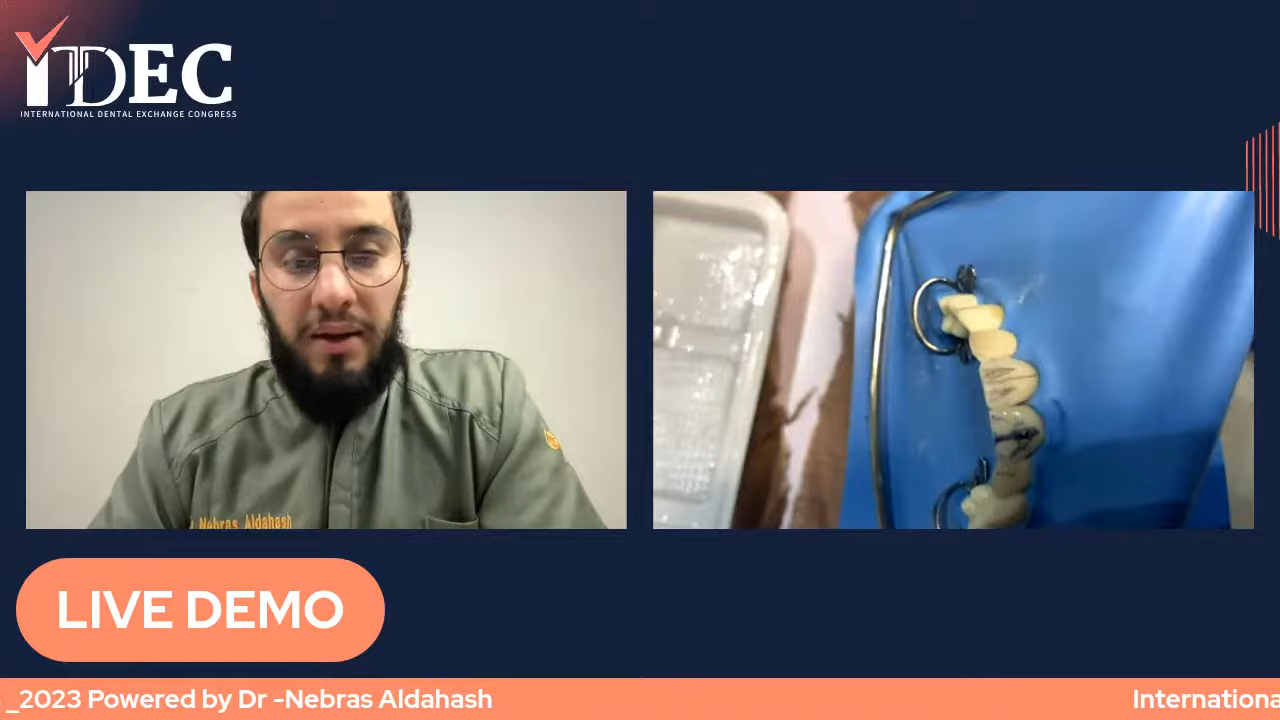 IDEC
INTERNATIONAL DENTAL EXCHANGE CONGRESS
Nebras Aldahash
LIVE DEMO
_2023 Powered by Dr -Nebras Aldahash
Internationa